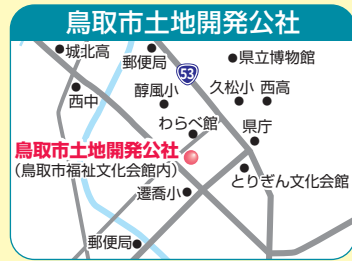 鳥取市土地開発公社
城北高
郵便局
県立博物館
53
西中
醇風小
久松小
西高
わらべ館
県庁
鳥取市土地開発公社
(鳥取市福祉文化会館内)
とりぎん文化会館
遷喬小
郵便局